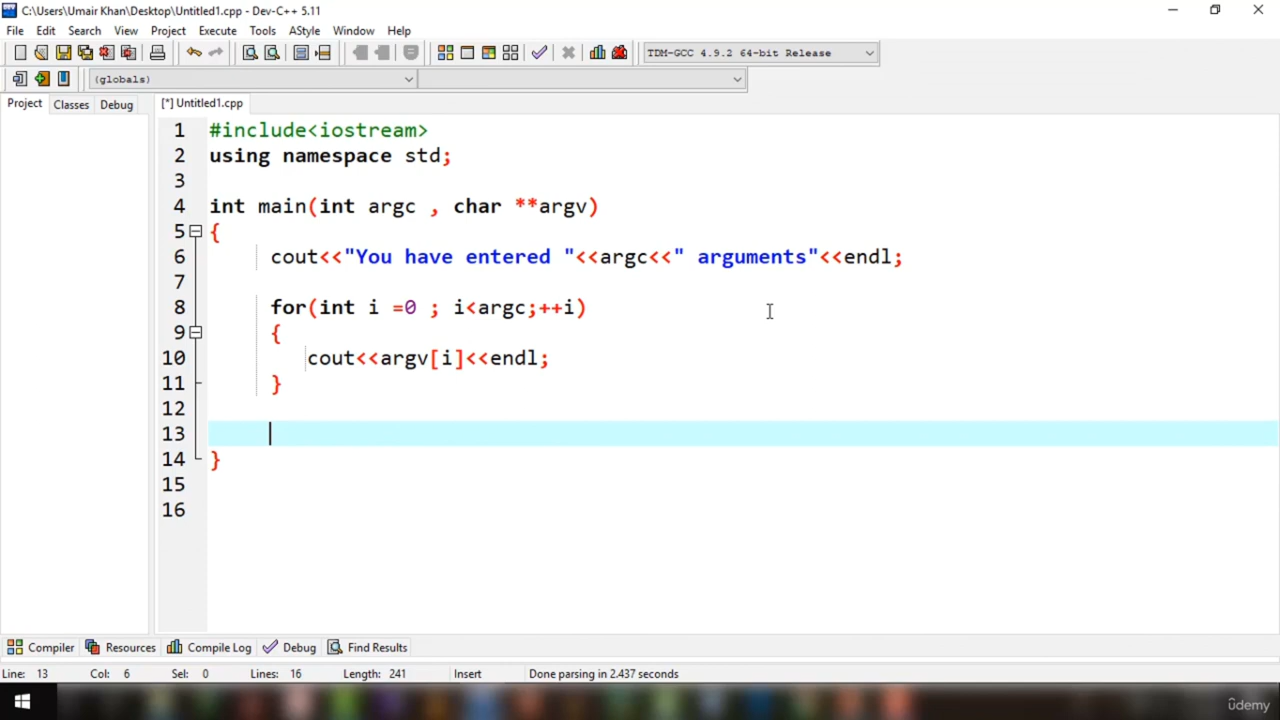 C:\Users\Umair Khan\Desktop\Untitled1.cpp - Dev-C++ 5.11
File Edit Search View Project Execute Tools AStyle Window Help
TDM-GCC 4.9.2 64-bit Release
(globals)
Project Classes Debug [*] Untitled1.cpp
1 #include<iostream>
2 using namespace std;
3
4 int main(int argc , char **argv)
5 {
6 cout<<"You have entered "<<argc<<" arguments"<<endl;
7
8 for(int i =0 ; i<argc;++i)
9 {
10 cout<<argv[i]<<endl;
11 }
12
13
14 }
15
16
Compiler Resources Compile Log Debug Find Results
Line: 13 Col: 6 Sel: 0 Lines: 16 Length: 241 Insert Done parsing in 2.437 seconds
ûdemy